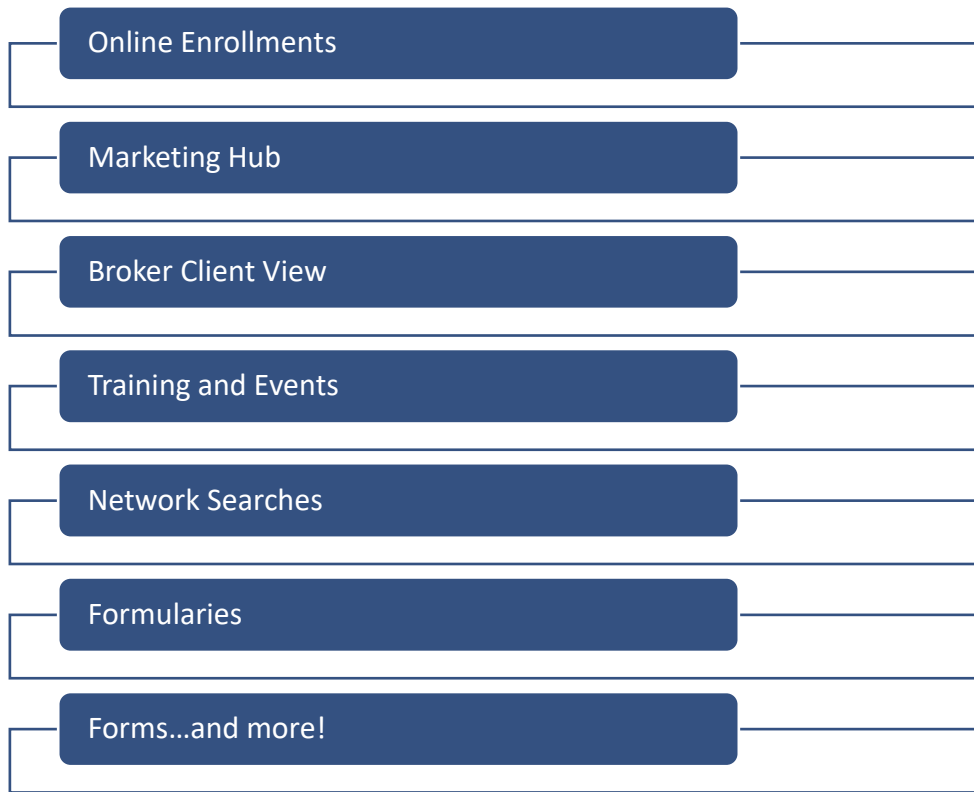 Online Enrollments
Marketing Hub
Broker Client View
Training and Events
Network Searches
Formularies
Forms…and more!